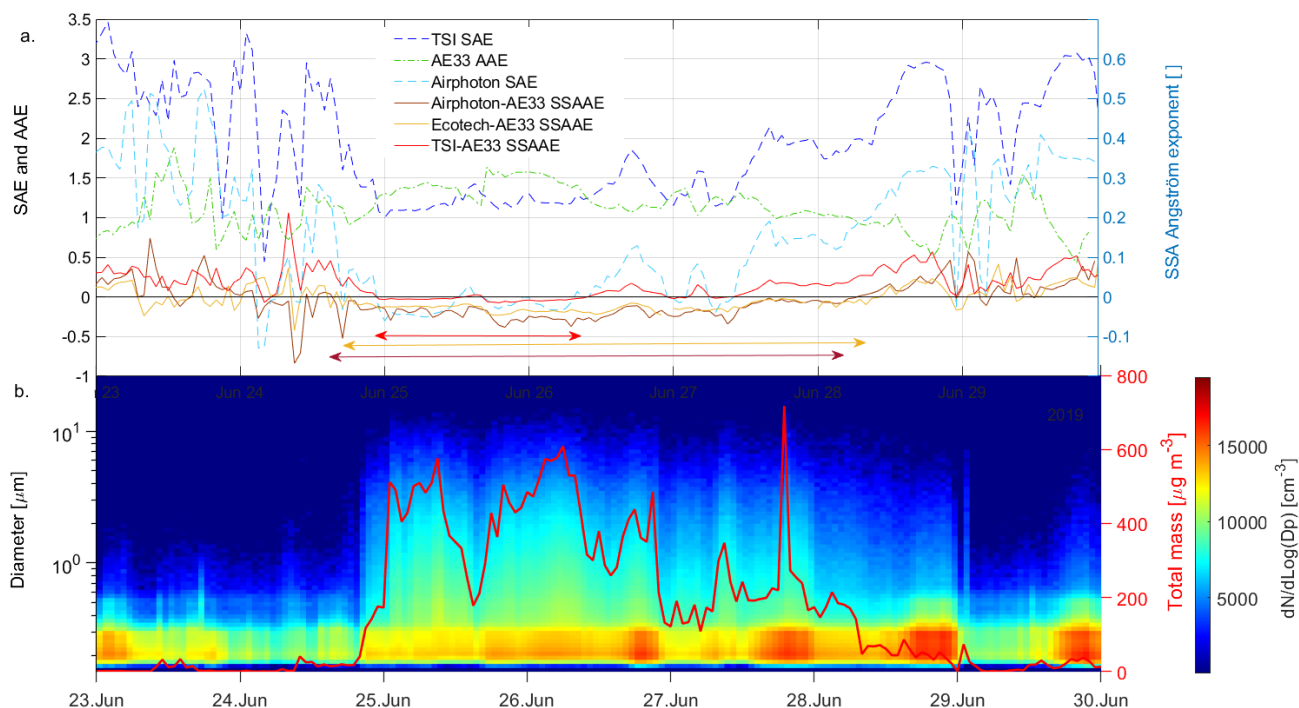 a.
3.5
3
2.5
2
1.5
1
0.5
0
-0.5
-1
SAE and AAE
TSI SAE
AE33 AAE
Airphoton SAE
Airphoton-AE33 SSAAE
Ecotech-AE33 SSAAE
TSI-AE33 SSAAE
0.6
0.5
0.4
0.3
0.2
0.1
0
-0.1
SSA Angström exponent [ ]
b.
23 Jun 24 Jun 25 Jun 26 Jun 27 Jun 28 Jun 29
2019
10¹
10⁰
Diameter [μm]
800
600
400
200
0
Total mass [μg m⁻³]
15000
10000
5000
dN/dLog(Dp) [cm⁻³]
23.Jun 24.Jun 25.Jun 26.Jun 27.Jun 28.Jun 29.Jun 30.Jun